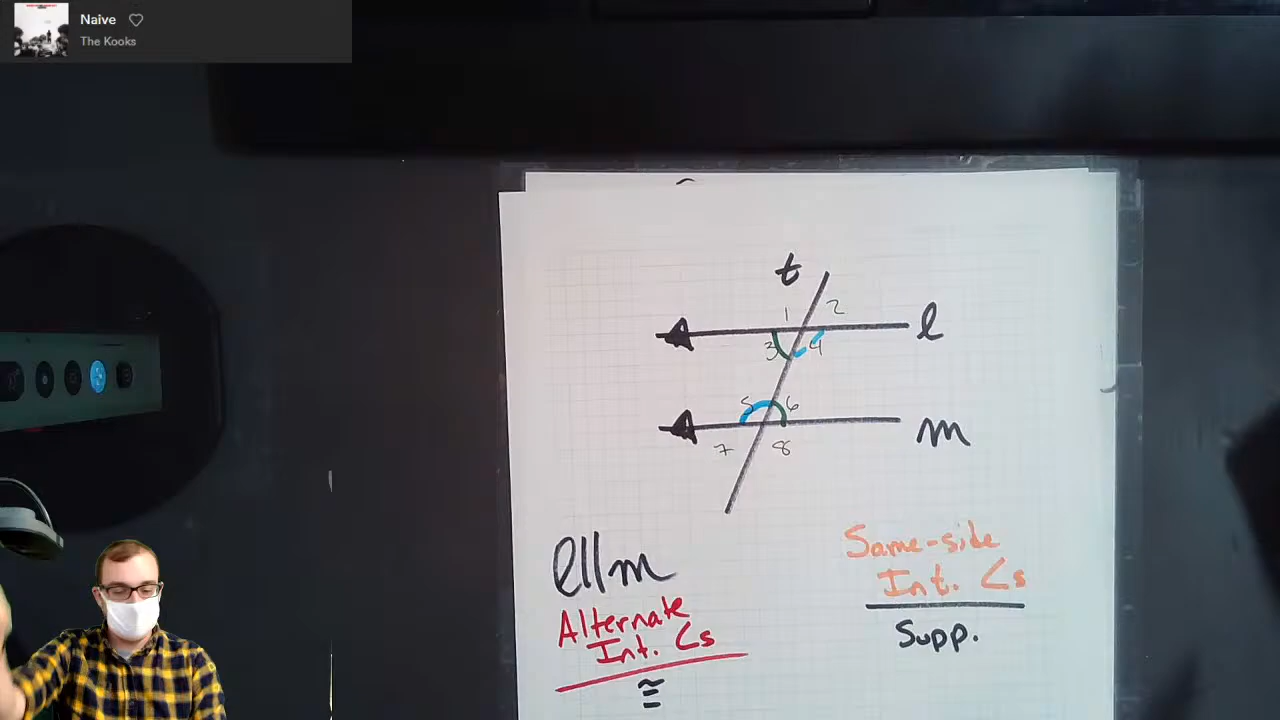 Naive
The Kooks
t
1 2
l
3 4
5 6
m
7 8
l||m
Alternate
Int. ∠s
≅
Same-side
Int. ∠s
Supp.